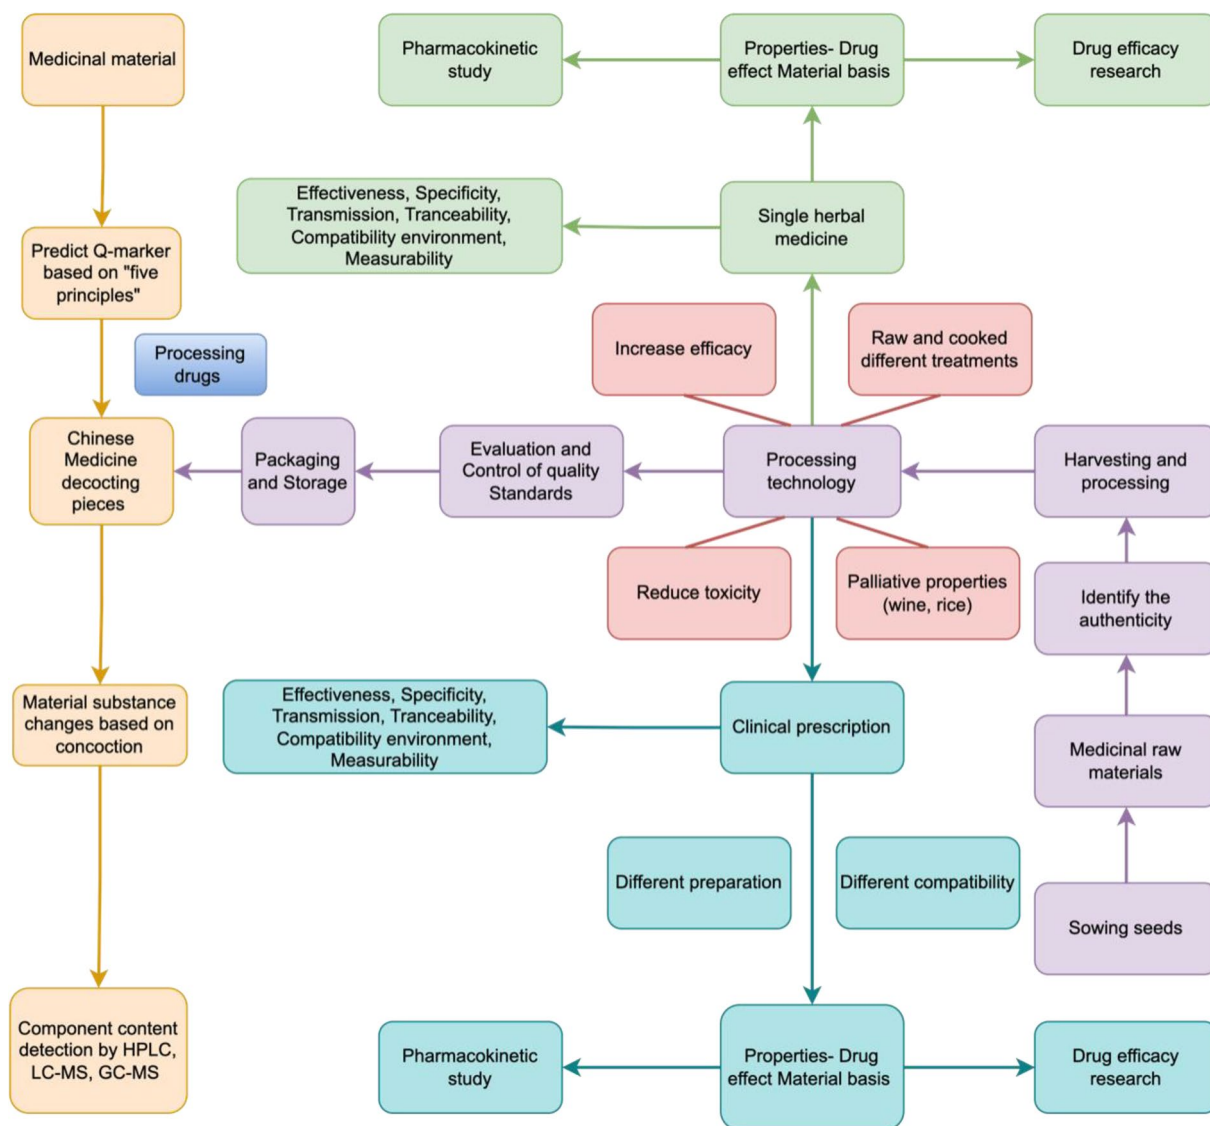 Medicinal material
Pharmacokinetic
study
Properties- Drug
effect Material basis
Drug efficacy
research
Effectiveness, Specificity,
Transmission, Tranceability,
Compatibility environment,
Measurability
Single herbal
medicine
Predict Q-marker
based on "five
principles"
Processing
drugs
Increase efficacy
Raw and cooked
different treatments
Chinese
Medicine
decocting
pieces
Packaging
and Storage
Evaluation and
Control of quality
Standards
Processing
technology
Harvesting and
processing
Reduce toxicity
Palliative properties
(wine, rice)
Identify the
authenticity
Material substance
changes based on
concoction
Effectiveness, Specificity,
Transmission, Tranceability,
Compatibility environment,
Measurability
Clinical prescription
Medicinal raw
materials
Different preparation
Different compatibility
Sowing seeds
Component content
detection by HPLC,
LC-MS, GC-MS
Pharmacokinetic
study
Properties- Drug
effect Material basis
Drug efficacy
research